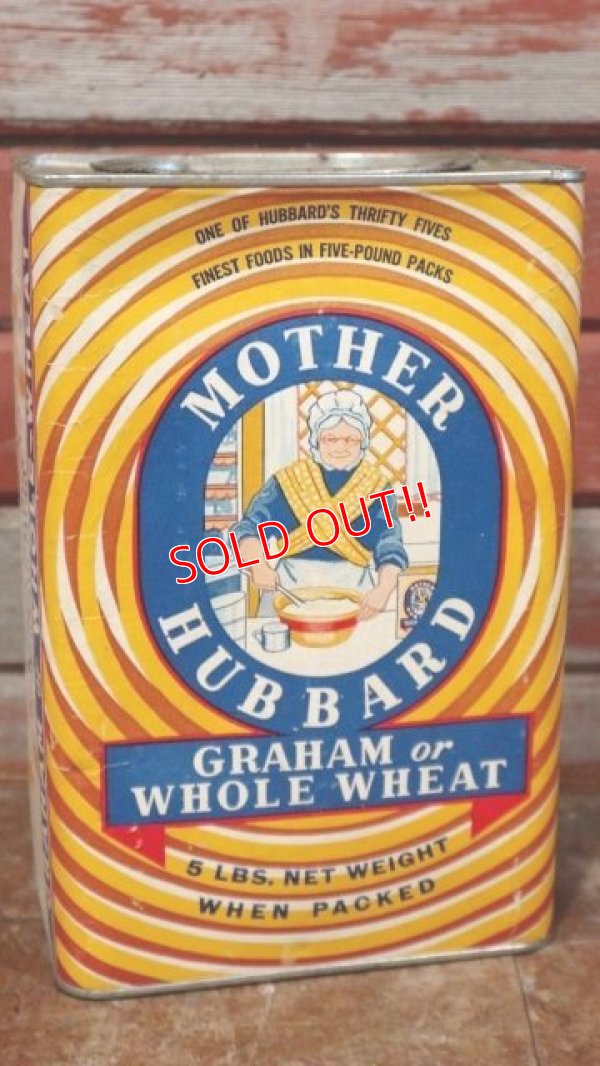 ONE OF HUBBARD'S THRIFTY FIVES
FINEST FOODS IN FIVE-POUND PACKS
MOTHER
SOLD OUT!!
HUBBARD
GRAHAM or
WHOLE WHEAT
5 LBS. NET WEIGHT
WHEN PACKED